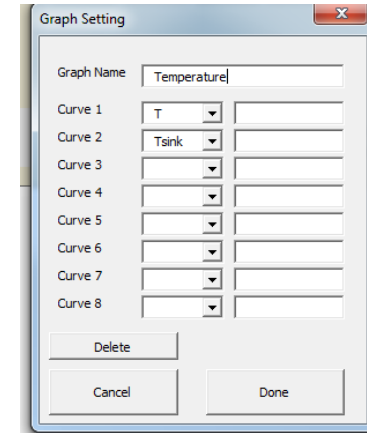 Graph Setting
Graph Name Temperature
Curve 1 T
Curve 2 Tsink
Curve 3
Curve 4
Curve 5
Curve 6
Curve 7
Curve 8
Delete
Cancel Done